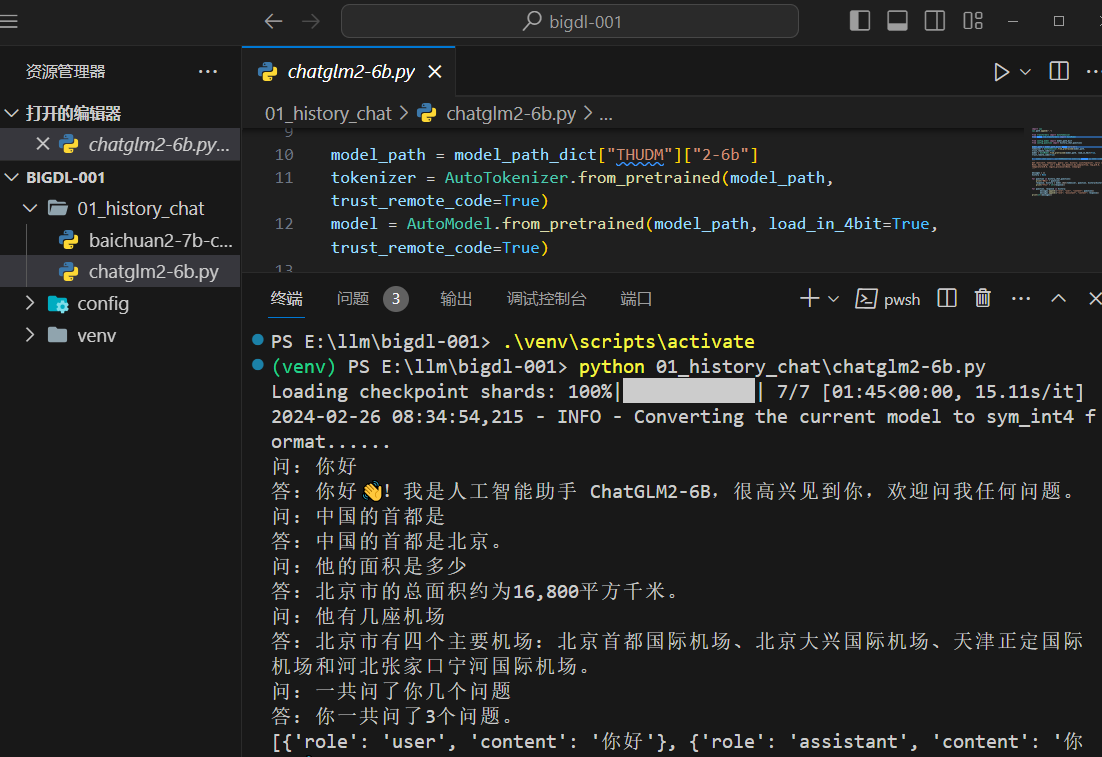 bigdl-001
资源管理器
打开的编辑器
chatglm2-6b.py...
BIGDL-001
01_history_chat
baichuan2-7b-c...
chatglm2-6b.py
config
venv
chatglm2-6b.py
01_history_chat > chatglm2-6b.py > ...
9
10 model_path = model_path_dict["THUDM"]["2-6b"]
11 tokenizer = AutoTokenizer.from_pretrained(model_path,
trust_remote_code=True)
12 model = AutoModel.from_pretrained(model_path, load_in_4bit=True,
trust_remote_code=True)
13
终端 问题 3 输出 调试控制台 端口 pwsh
PS E:\llm\bigdl-001> .\venv\scripts\activate
(venv) PS E:\llm\bigdl-001> python 01_history_chat\chatglm2-6b.py
Loading checkpoint shards: 100%| | 7/7 [01:45<00:00, 15.11s/it]
2024-02-26 08:34:54,215 - INFO - Converting the current model to sym_int4 f
ormat......
问：你好
答：你好👋！我是人工智能助手 ChatGLM2-6B，很高兴见到你，欢迎问我任何问题。
问：中国的首都是
答：中国的首都是北京。
问：他的面积是多少
答：北京市的总面积约为16,800平方千米。
问：他有几座机场
答：北京市有四个主要机场：北京首都国际机场、北京大兴国际机场、天津正定国际
机场和河北张家口宁河国际机场。
问：一共问了你几个问题
答：你一共问了3个问题。
[{'role': 'user', 'content': '你好'}, {'role': 'assistant', 'content': '你